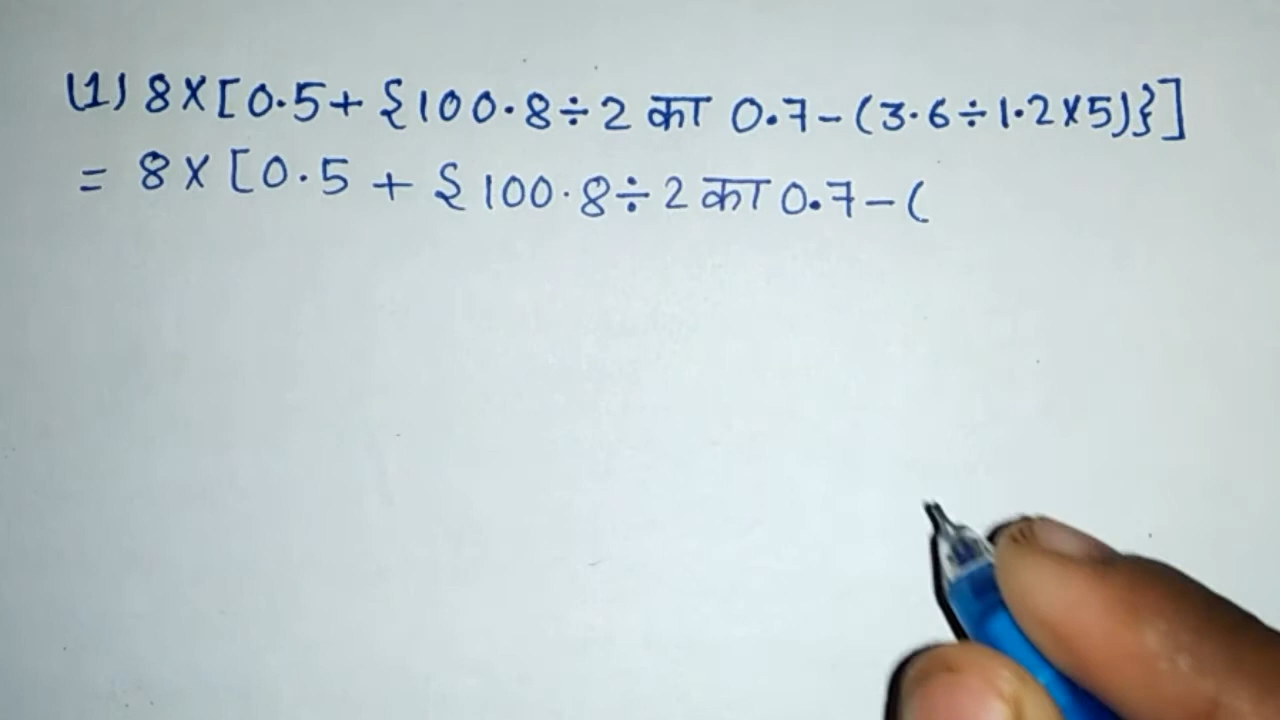 (1) 8×[0.5+{100.8÷2 का 0.7-(3.6÷1.2×5)}]
= 8×[0.5+{100.8÷2 का 0.7-(